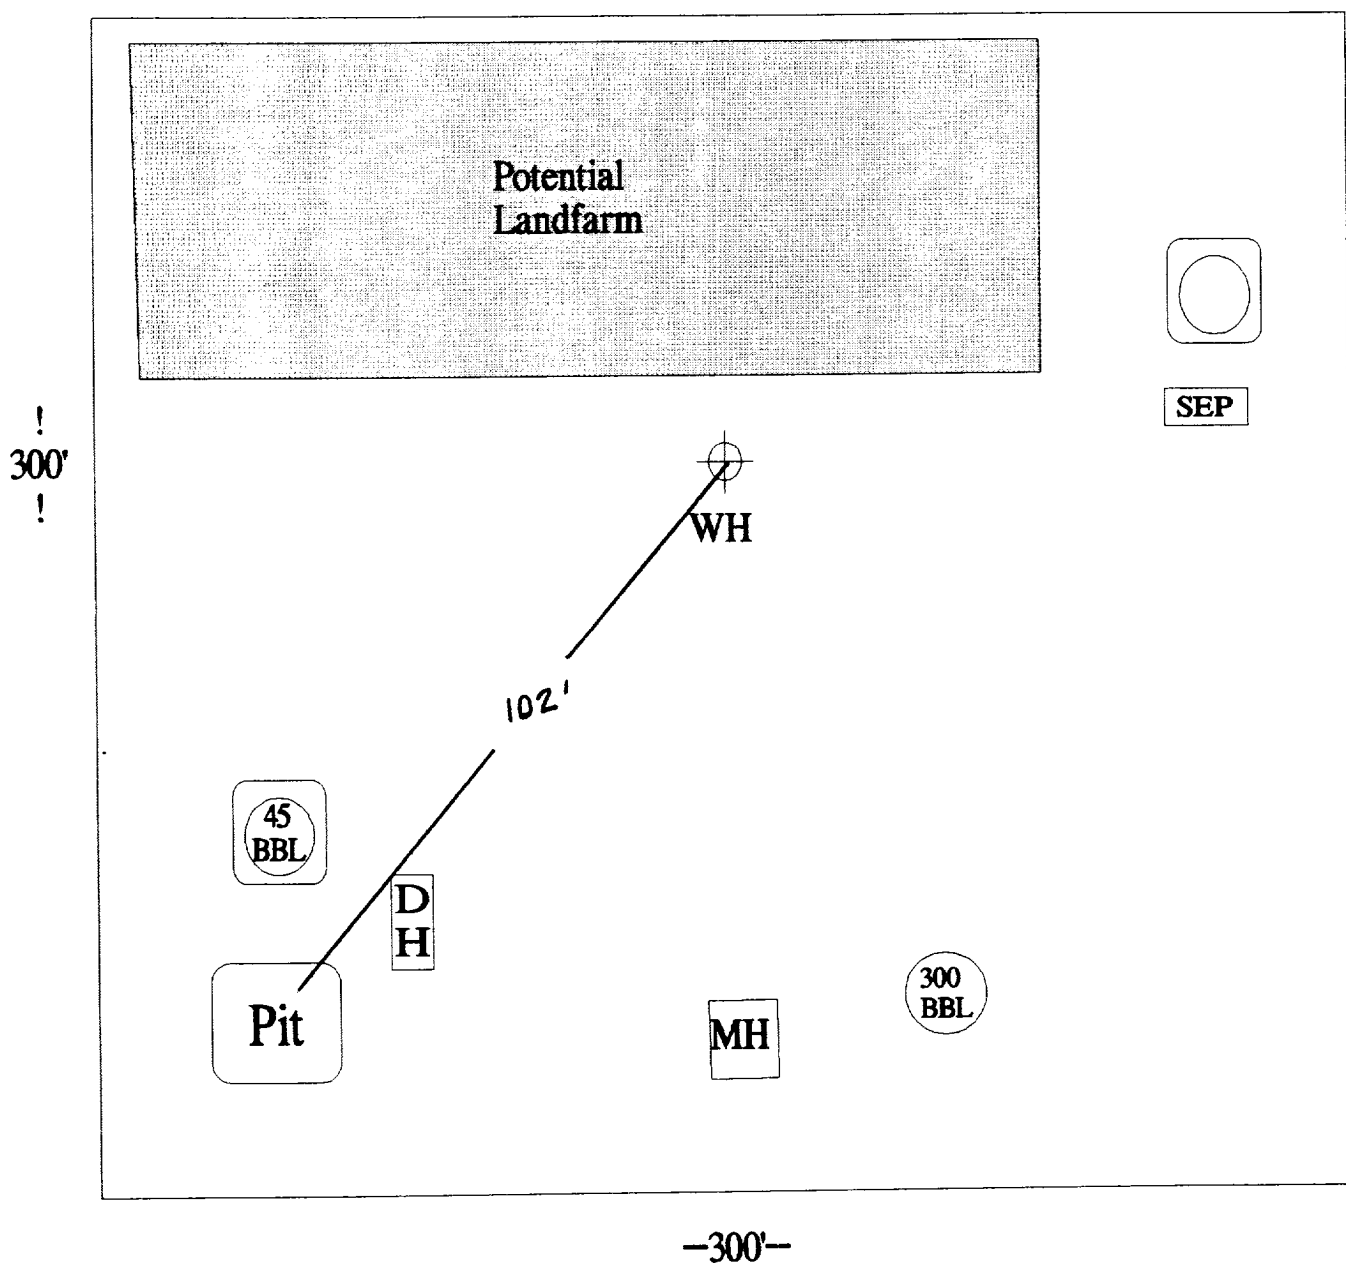 Potential
Landfarm
SEP
!
300'
!
WH
102'
45
BBL
D
H
300
BBL
Pit
MH
–300'–